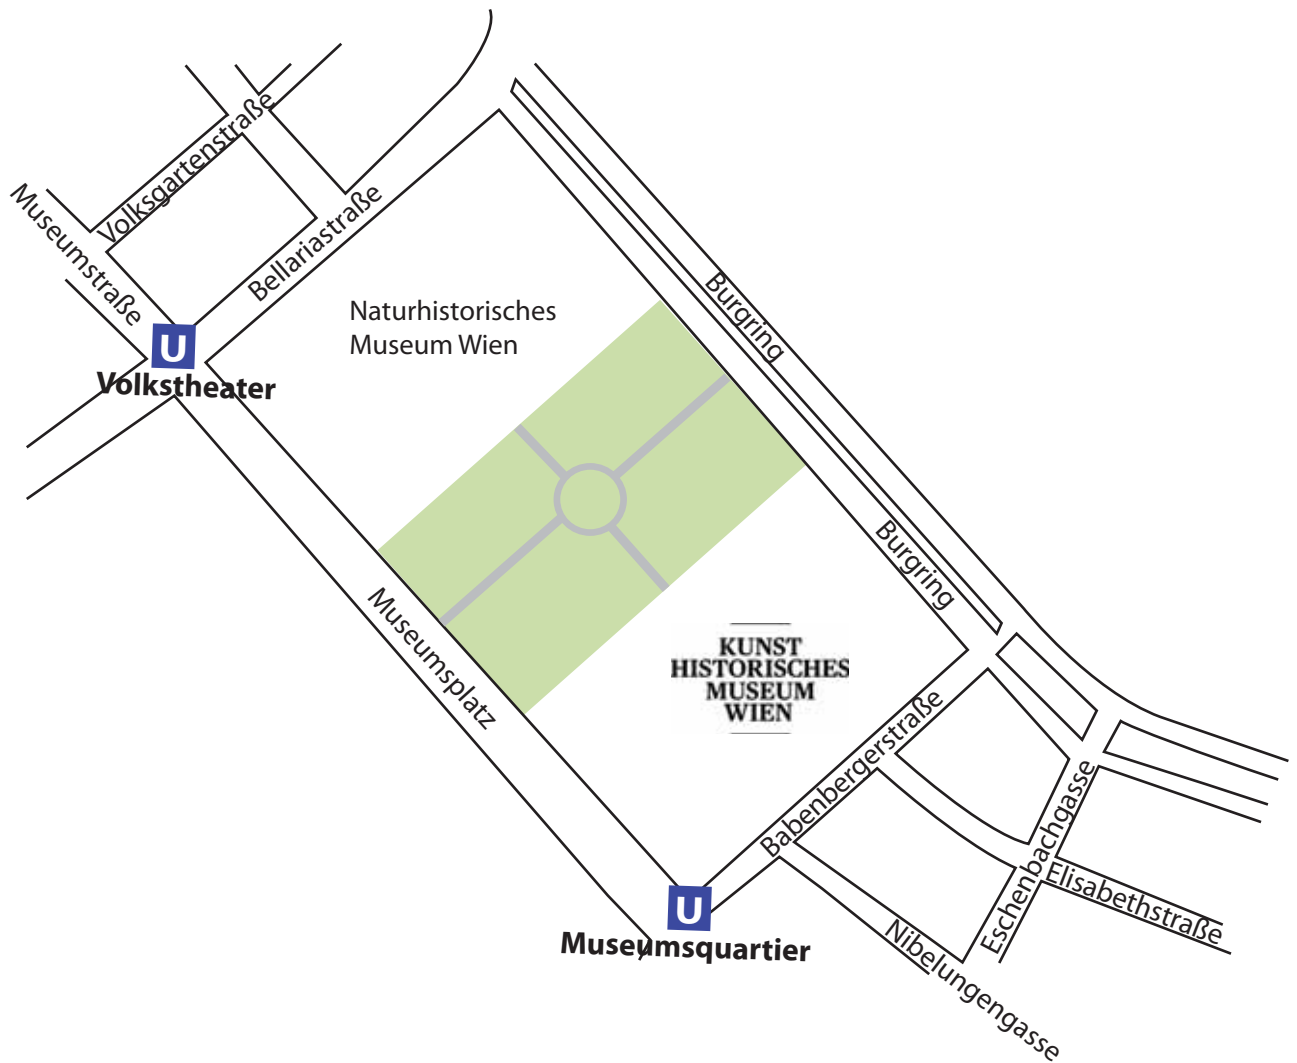 Volksgartenstraße
Museumstraße
Bellariastraße
U
Volkstheater
Naturhistorisches
Museum Wien
Burgring
Burgring
Museumsplatz
KUNST
HISTORISCHES
MUSEUM
WIEN
Babenbergerstraße
Eschenbachgasse
Elisabethstraße
U
Museumsquartier
Nibelungengasse